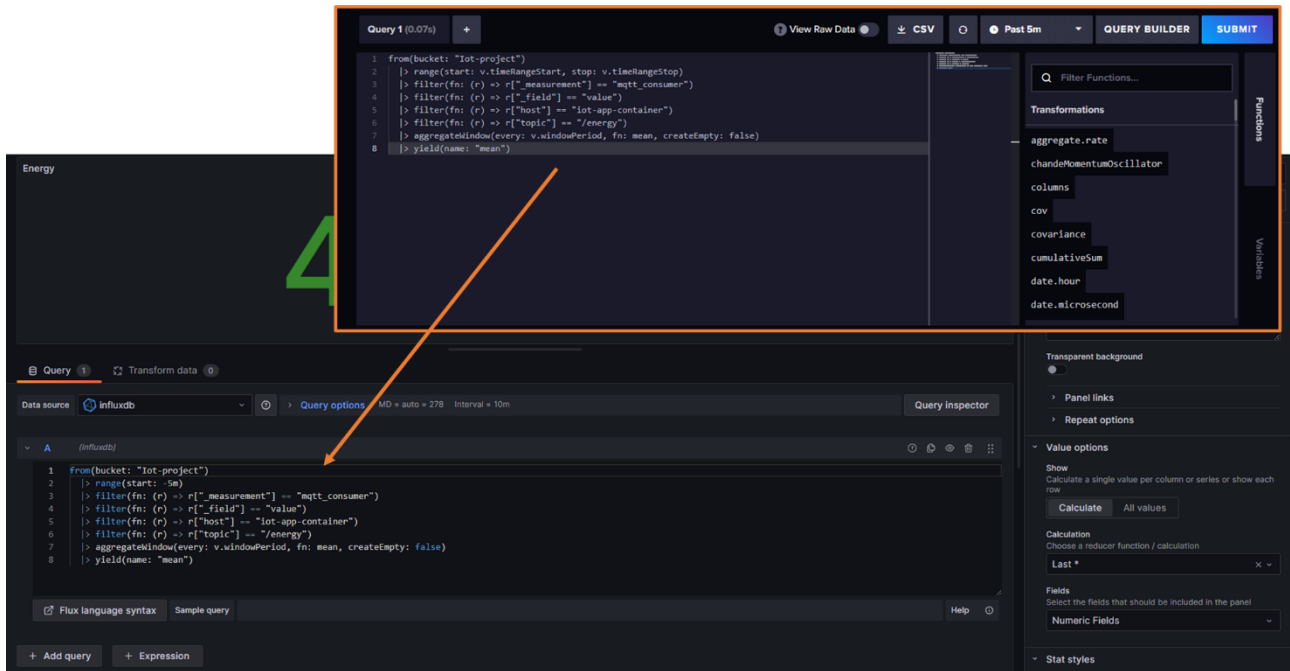 Query 1 (0.07s)
+
View Raw Data
CSV
Past 5m
QUERY BUILDER
SUBMIT
1 from(bucket: "Iot-project")
2 |> range(start: v.timeRangeStart, stop: v.timeRangeStop)
3 |> filter(fn: (r) => r["_measurement"] == "mqtt_consumer")
4 |> filter(fn: (r) => r["_field"] == "value")
5 |> filter(fn: (r) => r["host"] == "iot-app-container")
6 |> filter(fn: (r) => r["topic"] == "/energy")
7 |> aggregateWindow(every: v.windowPeriod, fn: mean, createEmpty: false)
8 |> yield(name: "mean")
Filter Functions...
Transformations
aggregate.rate
chandeMomentumOscillator
columns
cov
covariance
cumulativeSum
date.hour
date.microsecond
Functions
Variables
Energy
4
Query 1
Transform data 0
Data source
influxdb
> Query options
MD = auto = 278
Interval = 10m
Query inspector
A
(influxdb)
1 from(bucket: "Iot-project")
2 |> range(start: -5m)
3 |> filter(fn: (r) => r["_measurement"] == "mqtt_consumer")
4 |> filter(fn: (r) => r["_field"] == "value")
5 |> filter(fn: (r) => r["host"] == "iot-app-container")
6 |> filter(fn: (r) => r["topic"] == "/energy")
7 |> aggregateWindow(every: v.windowPeriod, fn: mean, createEmpty: false)
8 |> yield(name: "mean")
Flux language syntax
Sample query
Help
+ Add query
+ Expression
Transparent background
Panel links
Repeat options
Value options
Show
Calculate a single value per column or series or show each
row
Calculate
All values
Calculation
Choose a reducer function / calculation
Last *
Fields
Select the fields that should be included in the panel
Numeric Fields
Stat styles